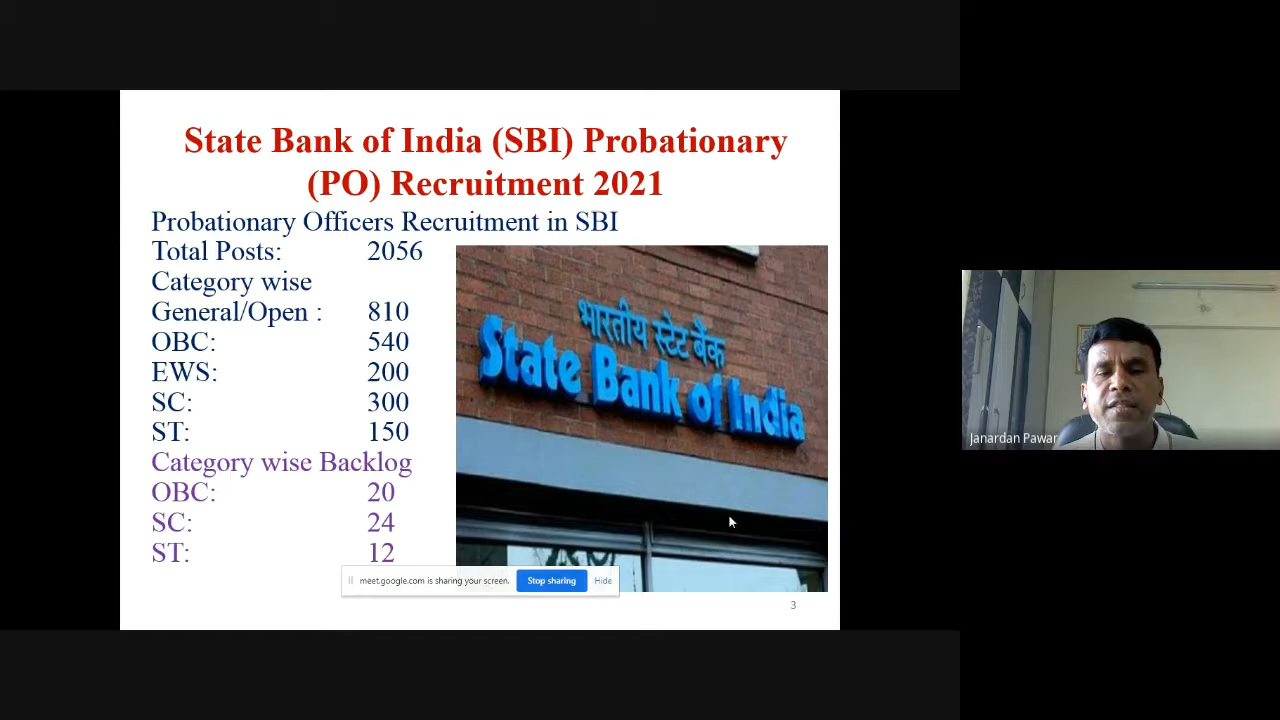 State Bank of India (SBI) Probationary
(PO) Recruitment 2021
Probationary Officers Recruitment in SBI
Total Posts: 2056
Category wise
General/Open : 810
OBC: 540
EWS: 200
SC: 300
ST: 150
Category wise Backlog
OBC: 20
SC: 24
ST: 12
भारतीय स्टेट बैंक
State Bank of India
meet.google.com is sharing your screen. Stop sharing Hide
3
Janardan Pawar